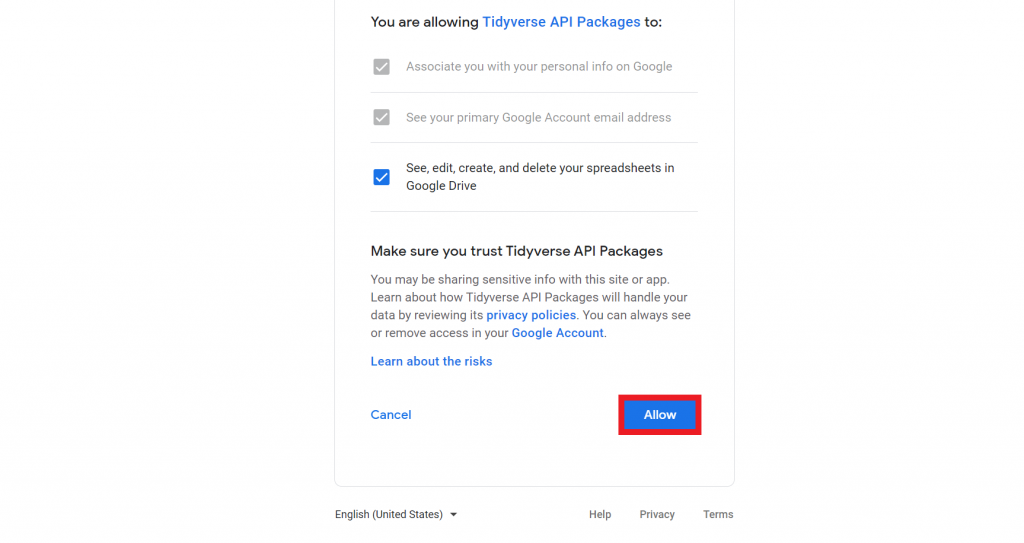 You are allowing Tidyverse API Packages to:
Associate you with your personal info on Google
See your primary Google Account email address
See, edit, create, and delete your spreadsheets in
Google Drive
Make sure you trust Tidyverse API Packages
You may be sharing sensitive info with this site or app.
Learn about how Tidyverse API Packages will handle your
data by reviewing its privacy policies. You can always see
or remove access in your Google Account.
Learn about the risks
Cancel Allow
English (United States) Help Privacy Terms